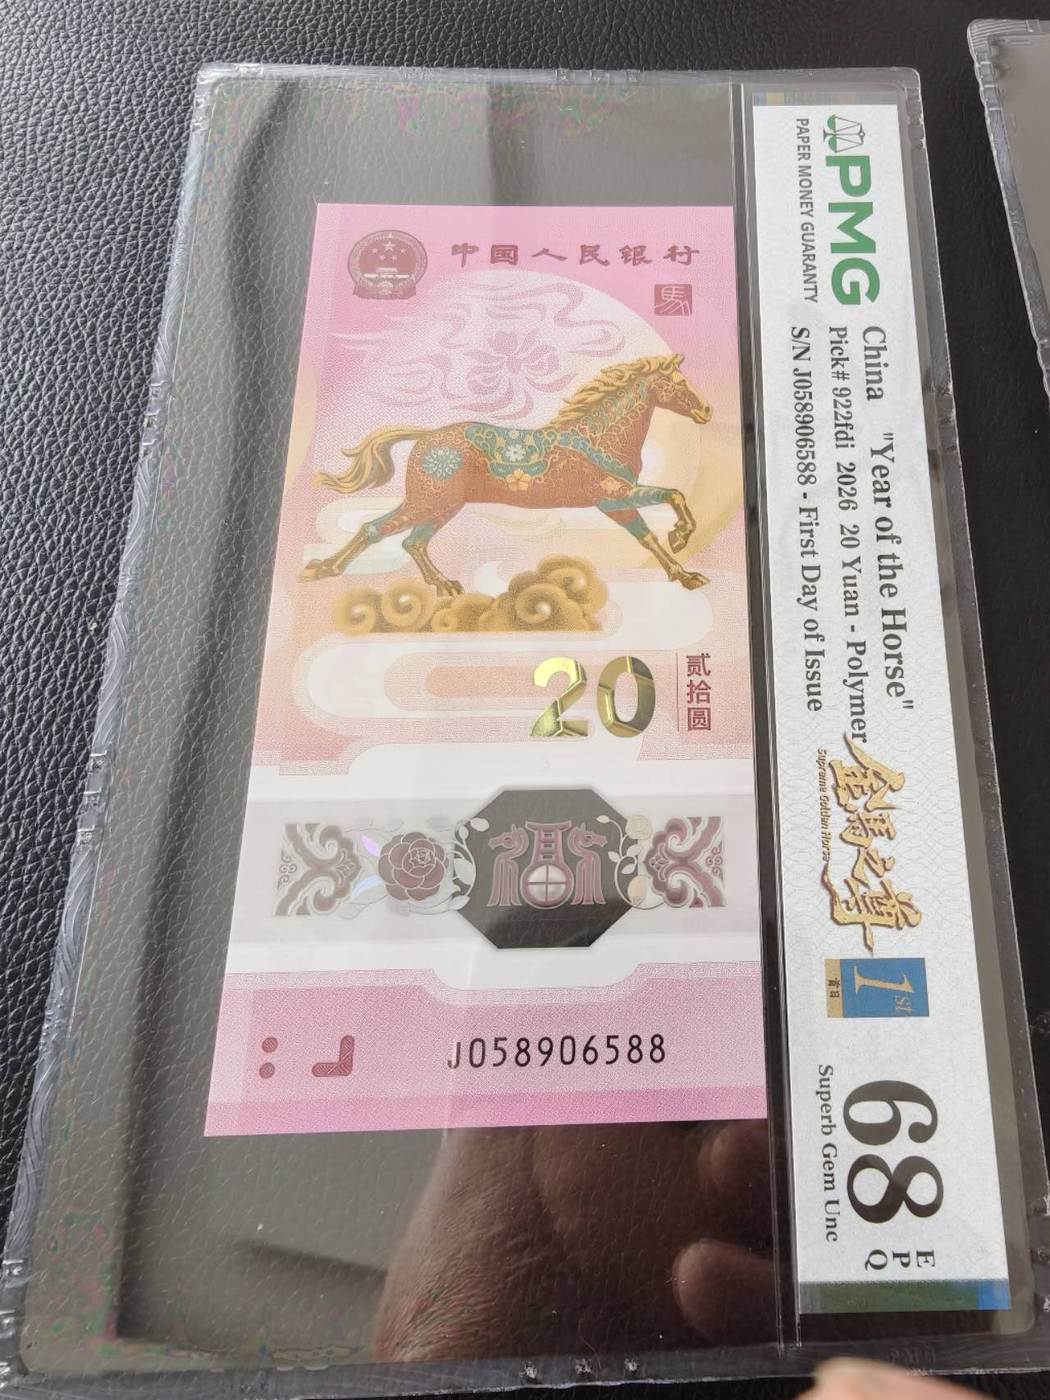 中国人民银行
馬
20
贰拾圆
J058906588
PMG
PAPER MONEY GUARANTY
China "Year of the Horse"
Pick# 922fdi 2026 20 Yuan - Polymer
S/N J058906588 - First Day of Issue
金馬之尊
Supreme Golden Horse
1st
首日
68
EPQ
Superb Gem Unc